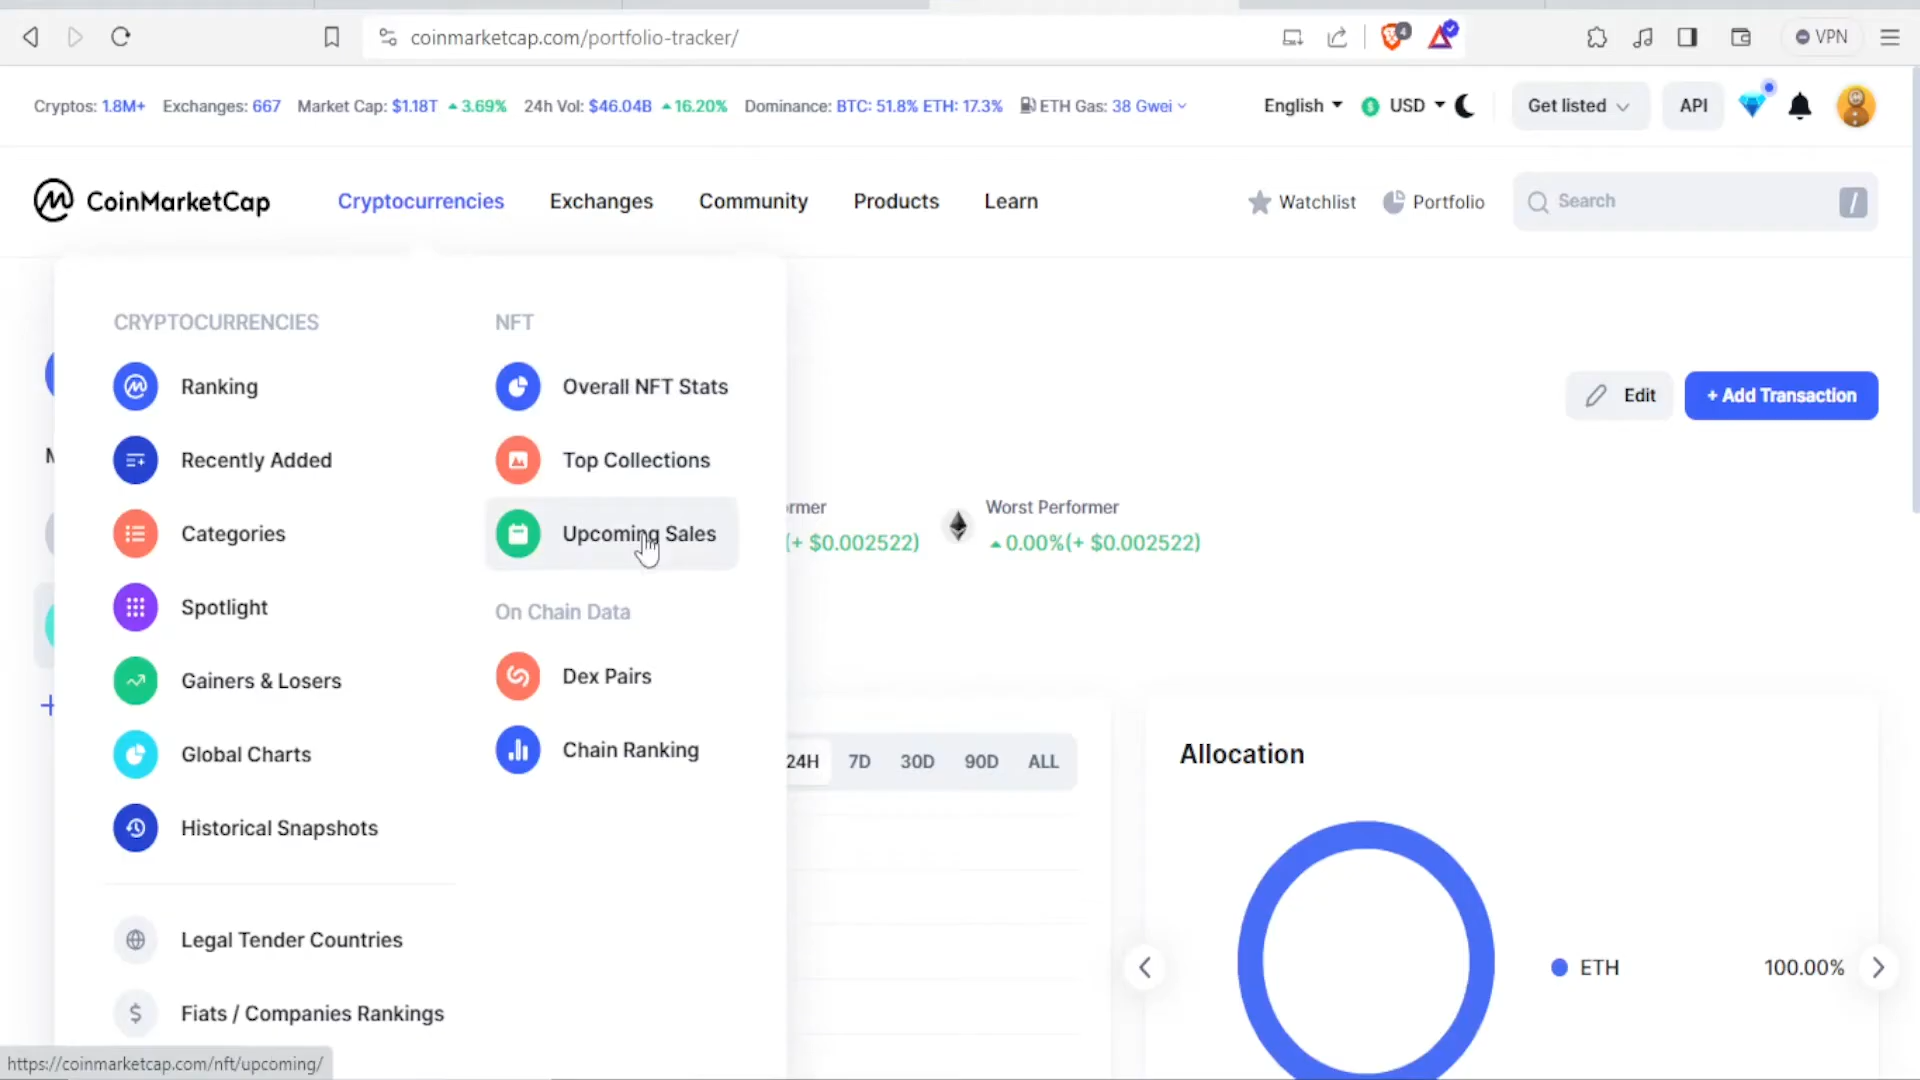 coinmarketcap.com/portfolio-tracker/
4
VPN
Cryptos: 1.8M+ Exchanges: 667 Market Cap: $1.18T 3.69% 24h Vol: $46.04B 16.20% Dominance: BTC: 51.8% ETH: 17.3% ETH Gas: 38 Gwei
English USD Get listed API
CoinMarketCap Cryptocurrencies Exchanges Community Products Learn
Watchlist Portfolio Search /
CRYPTOCURRENCIES
Ranking
Recently Added
Categories
Spotlight
Gainers & Losers
Global Charts
Historical Snapshots
Legal Tender Countries
Fiats / Companies Rankings
NFT
Overall NFT Stats
Top Collections
Upcoming Sales
On Chain Data
Dex Pairs
Chain Ranking
Edit + Add Transaction
rmer
(+ $0.002522)
Worst Performer
0.00%(+ $0.002522)
24H 7D 30D 90D ALL
Allocation
ETH 100.00%
https://coinmarketcap.com/nft/upcoming/